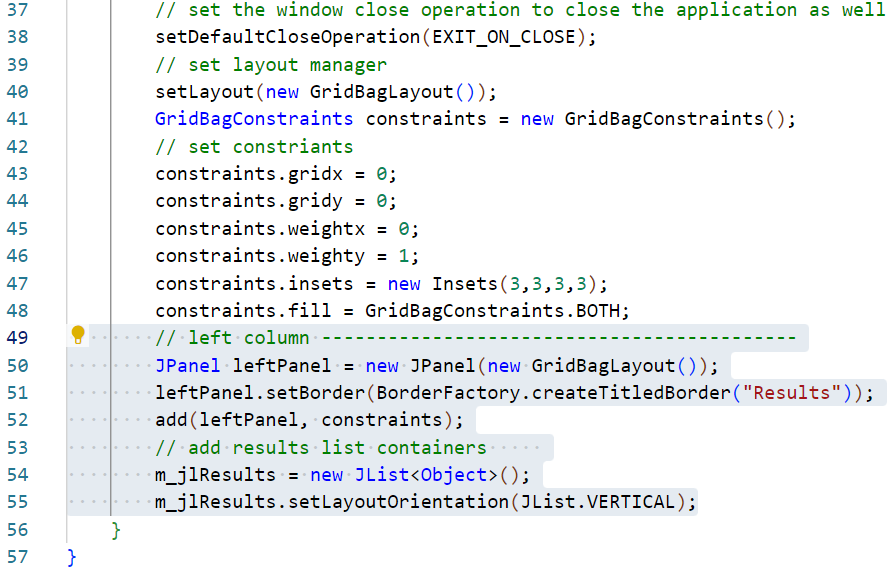 37 // set the window close operation to close the application as well
38 setDefaultCloseOperation(EXIT_ON_CLOSE);
39 // set layout manager
40 setLayout(new GridBagLayout());
41 GridBagConstraints constraints = new GridBagConstraints();
42 // set constriants
43 constraints.gridx = 0;
44 constraints.gridy = 0;
45 constraints.weightx = 0;
46 constraints.weighty = 1;
47 constraints.insets = new Insets(3,3,3,3);
48 constraints.fill = GridBagConstraints.BOTH;
49 // left column -------------------------------------------
50 JPanel leftPanel = new JPanel(new GridBagLayout());
51 leftPanel.setBorder(BorderFactory.createTitledBorder("Results"));
52 add(leftPanel, constraints);
53 // add results list containers
54 m_jlResults = new JList<Object>();
55 m_jlResults.setLayoutOrientation(JList.VERTICAL);
56 }
57 }